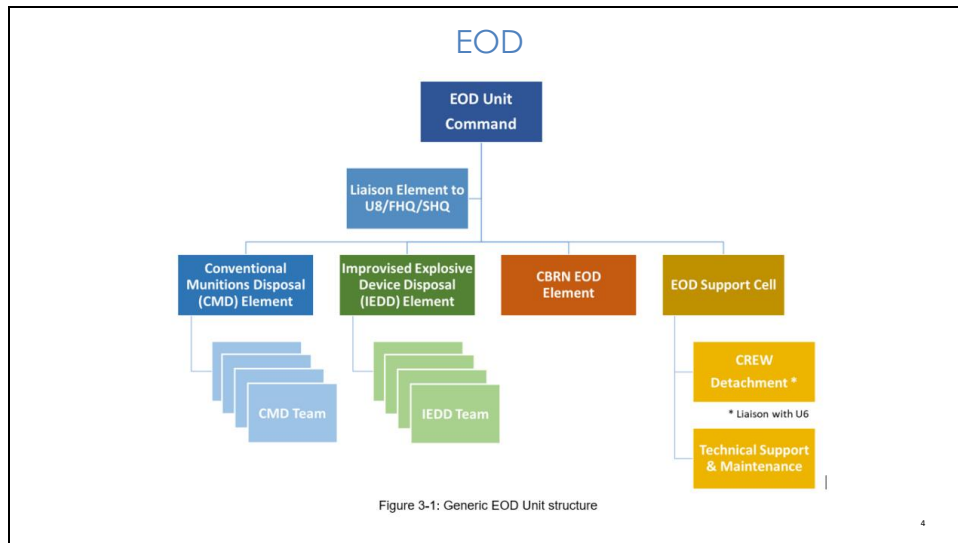 EOD
EOD Unit
Command
Liaison Element to
U8/FHQ/SHQ
Conventional
Munitions Disposal
(CMD) Element
Improvised Explosive
Device Disposal
(IEDD) Element
CBRN EOD
Element
EOD Support Cell
CMD Team
IEDD Team
CREW
Detachment *
* Liaison with U6
Technical Support
& Maintenance
Figure 3-1: Generic EOD Unit structure
4